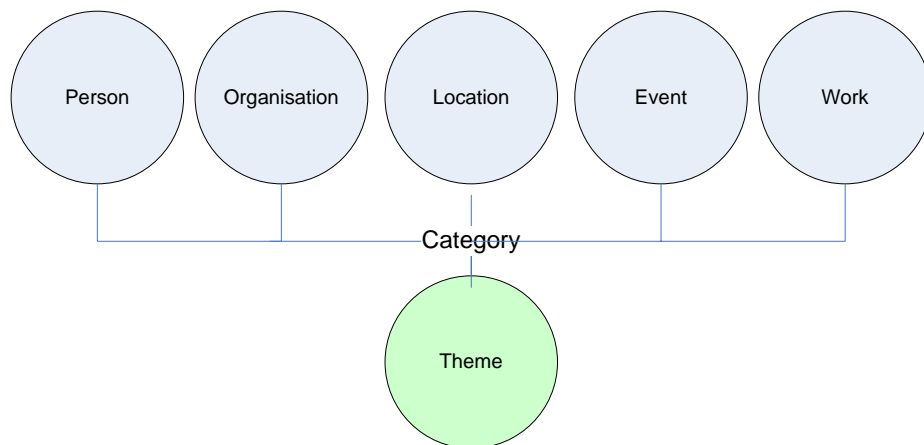 Person
Organisation
Location
Event
Work
Category
Theme